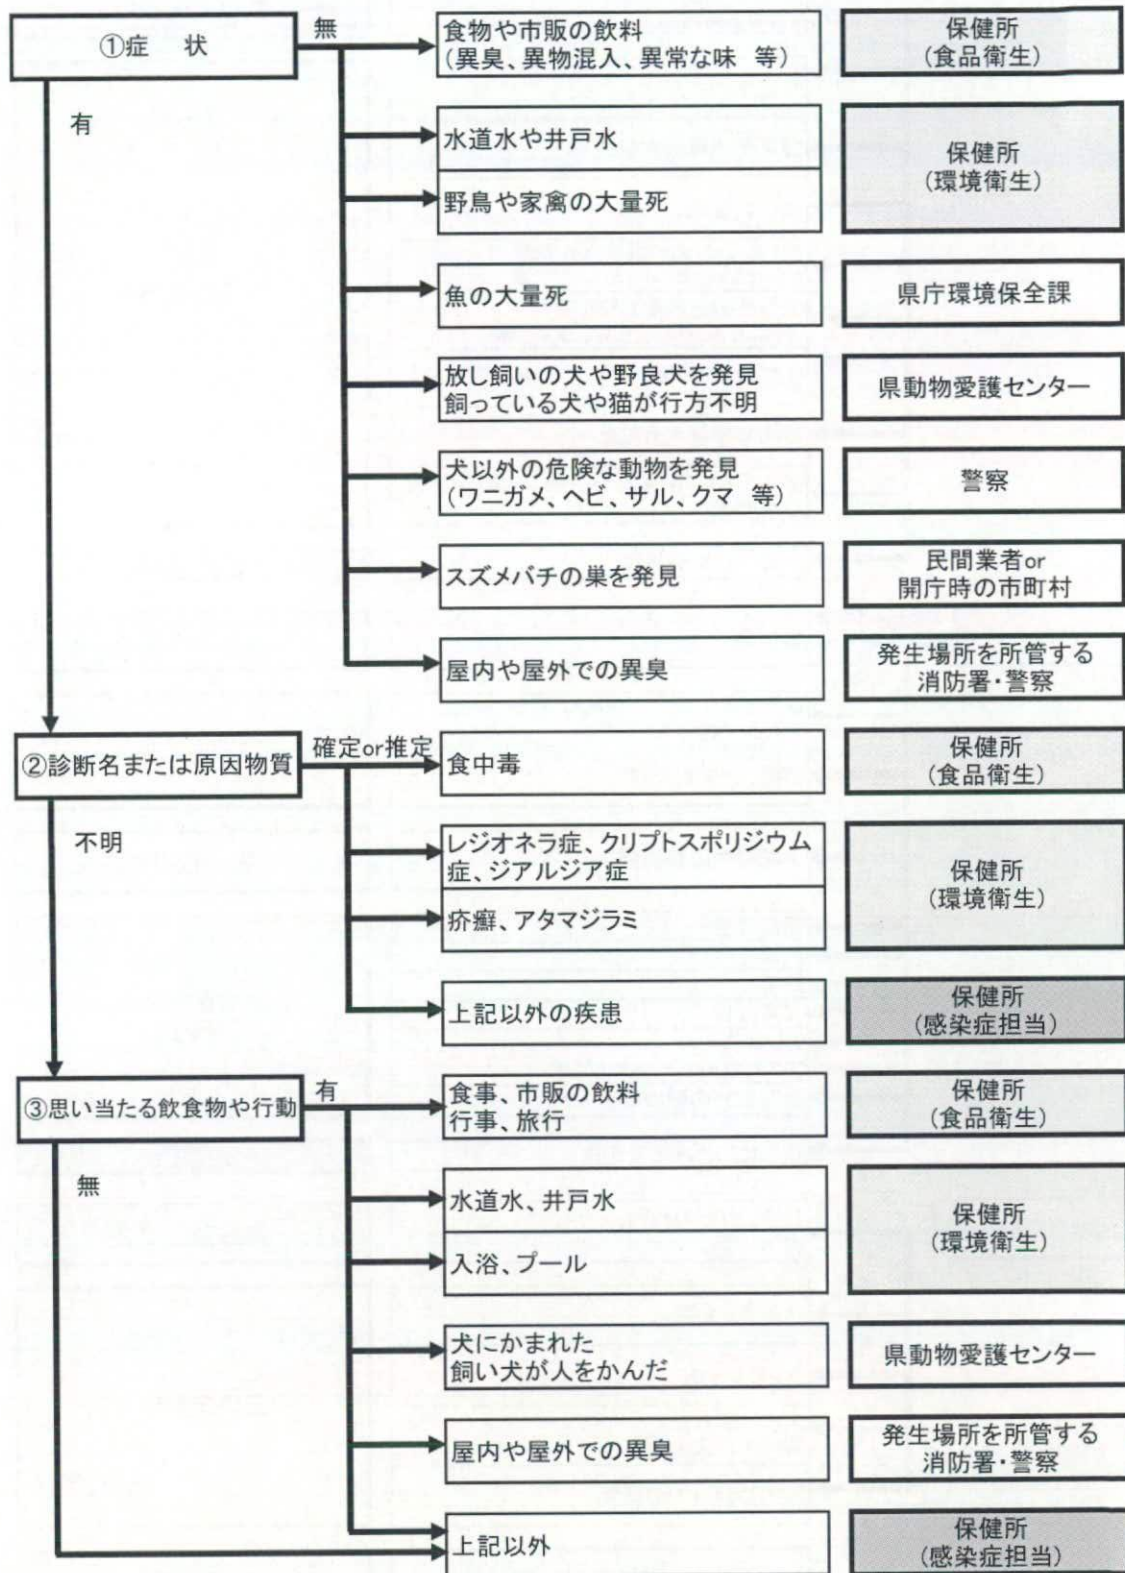 ①症　状
無
有
食物や市販の飲料
(異臭、異物混入、異常な味 等)
保健所
(食品衛生)
水道水や井戸水
野鳥や家禽の大量死
保健所
(環境衛生)
魚の大量死
県庁環境保全課
放し飼いの犬や野良犬を発見
飼っている犬や猫が行方不明
県動物愛護センター
犬以外の危険な動物を発見
(ワニガメ、ヘビ、サル、クマ 等)
警察
スズメバチの巣を発見
民間業者or
開庁時の市町村
屋内や屋外での異臭
発生場所を所管する
消防署・警察
②診断名または原因物質
確定or推定
不明
食中毒
保健所
(食品衛生)
レジオネラ症、クリプトスポリジウム
症、ジアルジア症
疥癬、アタマジラミ
保健所
(環境衛生)
上記以外の疾患
保健所
(感染症担当)
③思い当たる飲食物や行動
有
無
食事、市販の飲料
行事、旅行
保健所
(食品衛生)
水道水、井戸水
入浴、プール
保健所
(環境衛生)
犬にかまれた
飼い犬が人をかんだ
県動物愛護センター
屋内や屋外での異臭
発生場所を所管する
消防署・警察
上記以外
保健所
(感染症担当)